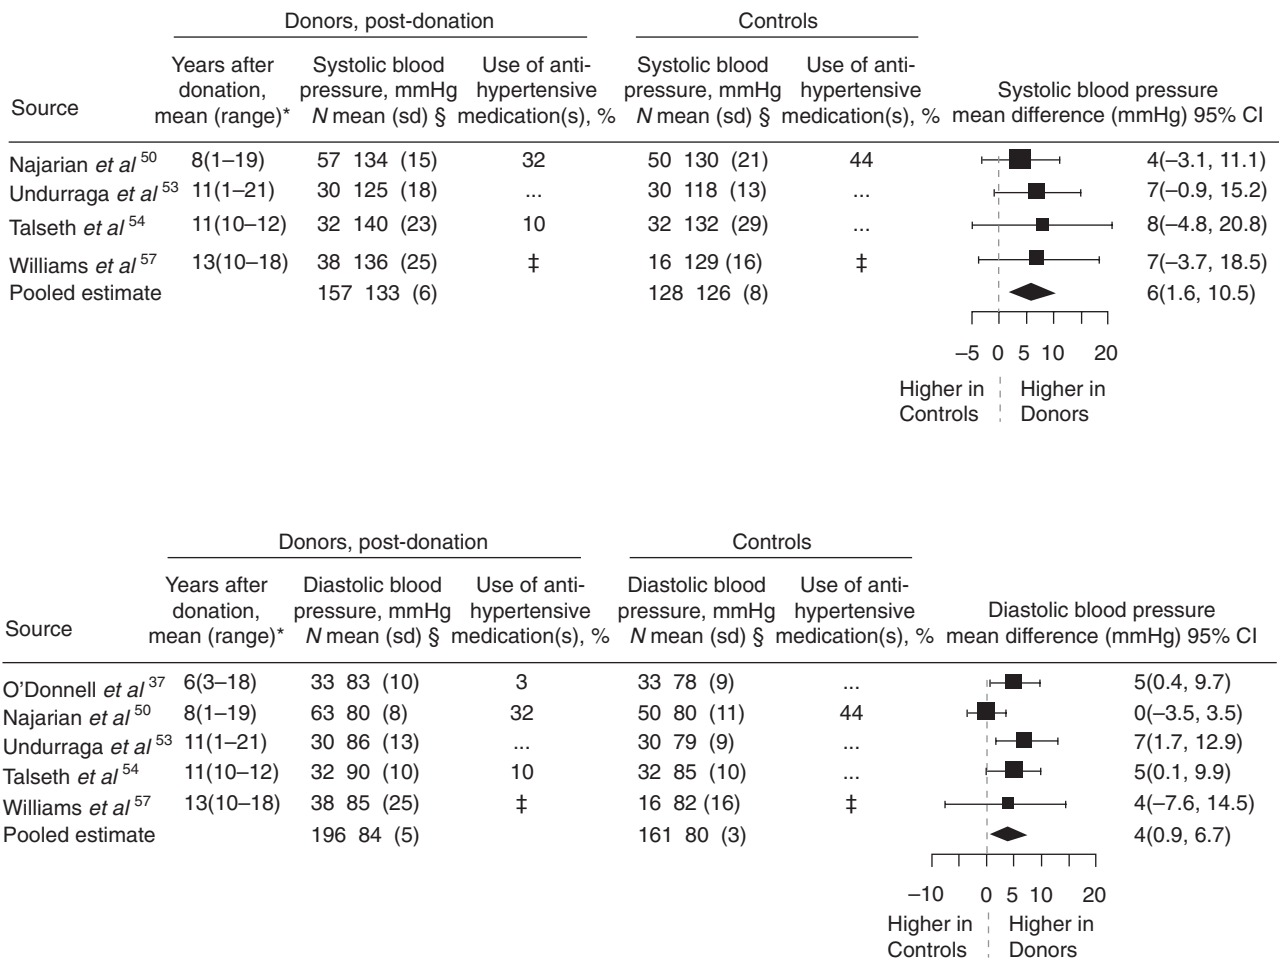 Donors, post-donation Controls
Years after Systolic blood Use of anti- Systolic blood Use of anti-
donation, pressure, mmHg hypertensive pressure, mmHg hypertensive Systolic blood pressure
Source mean (range)* N mean (sd) § medication(s), % N mean (sd) § medication(s), % mean difference (mmHg) 95% CI
Najarian et al 50 8(1–19) 57 134 (15) 32 50 130 (21) 44 4(–3.1, 11.1)
Undurraga et al 53 11(1–21) 30 125 (18) ... 30 118 (13) ... 7(–0.9, 15.2)
Talseth et al 54 11(10–12) 32 140 (23) 10 32 132 (29) ... 8(–4.8, 20.8)
Williams et al 57 13(10–18) 38 136 (25) ‡ 16 129 (16) ‡ 7(–3.7, 18.5)
Pooled estimate 157 133 (6) 128 126 (8) 6(1.6, 10.5)
–5 0 5 10 20
Higher in Higher in
Controls Donors
Donors, post-donation Controls
Years after Diastolic blood Use of anti- Diastolic blood Use of anti-
donation, pressure, mmHg hypertensive pressure, mmHg hypertensive Diastolic blood pressure
Source mean (range)* N mean (sd) § medication(s), % N mean (sd) § medication(s), % mean difference (mmHg) 95% CI
O'Donnell et al 37 6(3–18) 33 83 (10) 3 33 78 (9) ... 5(0.4, 9.7)
Najarian et al 50 8(1–19) 63 80 (8) 32 50 80 (11) 44 0(–3.5, 3.5)
Undurraga et al 53 11(1–21) 30 86 (13) ... 30 79 (9) ... 7(1.7, 12.9)
Talseth et al 54 11(10–12) 32 90 (10) 10 32 85 (10) ... 5(0.1, 9.9)
Williams et al 57 13(10–18) 38 85 (25) ‡ 16 82 (16) ‡ 4(–7.6, 14.5)
Pooled estimate 196 84 (5) 161 80 (3) 4(0.9, 6.7)
–10 0 5 10 20
Higher in Higher in
Controls Donors